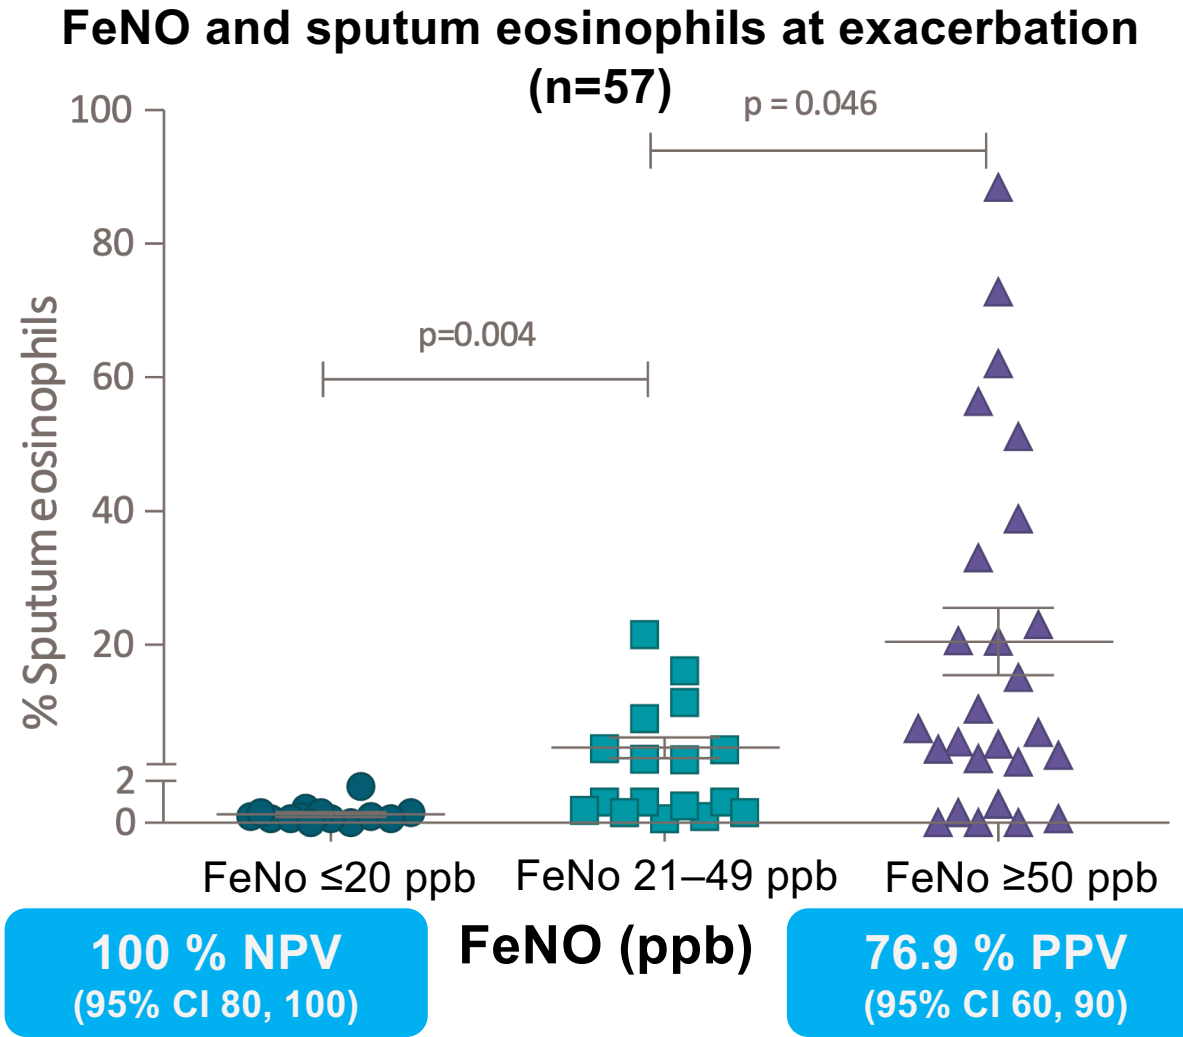 FeNO and sputum eosinophils at exacerbation
(n=57)
p = 0.046
p=0.004
% Sputum eosinophils
100
80
60
40
20
2
0
FeNo ≤20 ppb
FeNo 21–49 ppb
FeNo ≥50 ppb
FeNO (ppb)
100 % NPV
(95% CI 80, 100)
76.9 % PPV
(95% CI 60, 90)